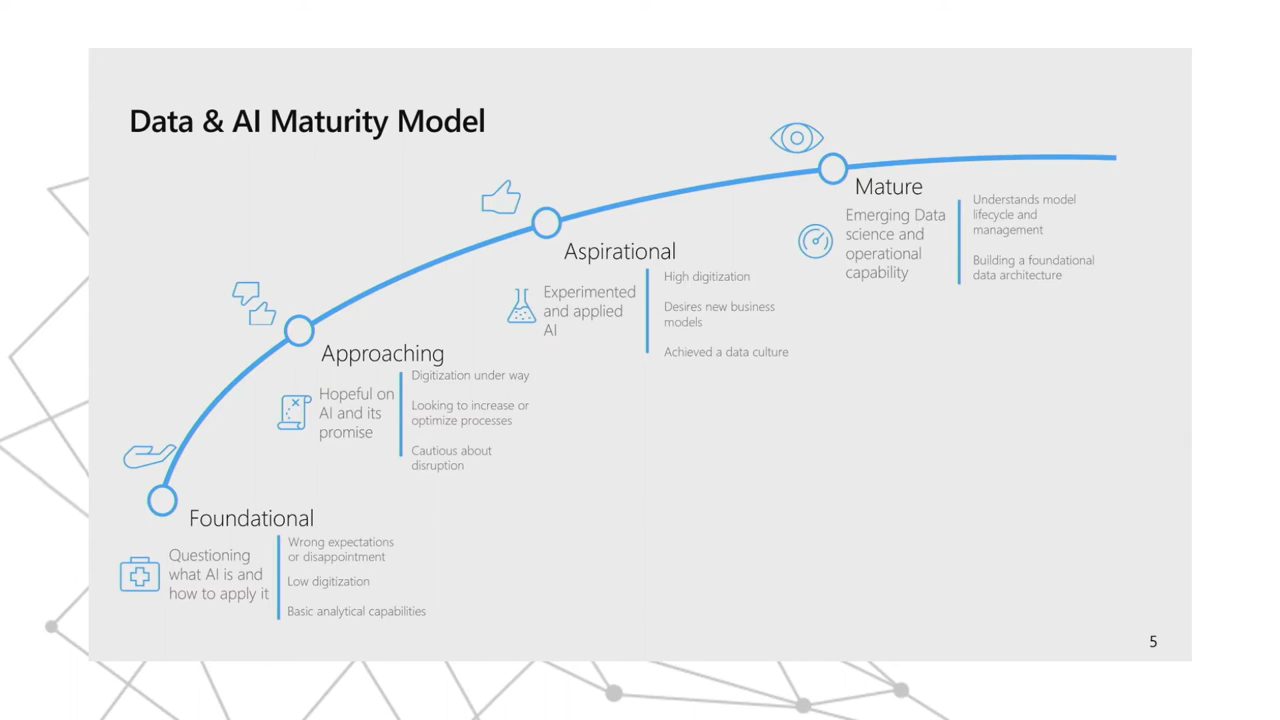 Data & AI Maturity Model
Mature
Emerging Data
science and
operational
capability
Understands model
lifecycle and
management
Building a foundational
data architecture
Aspirational
Experimented
and applied
AI
High digitization
Desires new business
models
Achieved a data culture
Approaching
Hopeful on
AI and its
promise
Digitization under way
Looking to increase or
optimize processes
Cautious about
disruption
Foundational
Questioning
what AI is and
how to apply it
Wrong expectations
or disappointment
Low digitization
Basic analytical capabilities
5